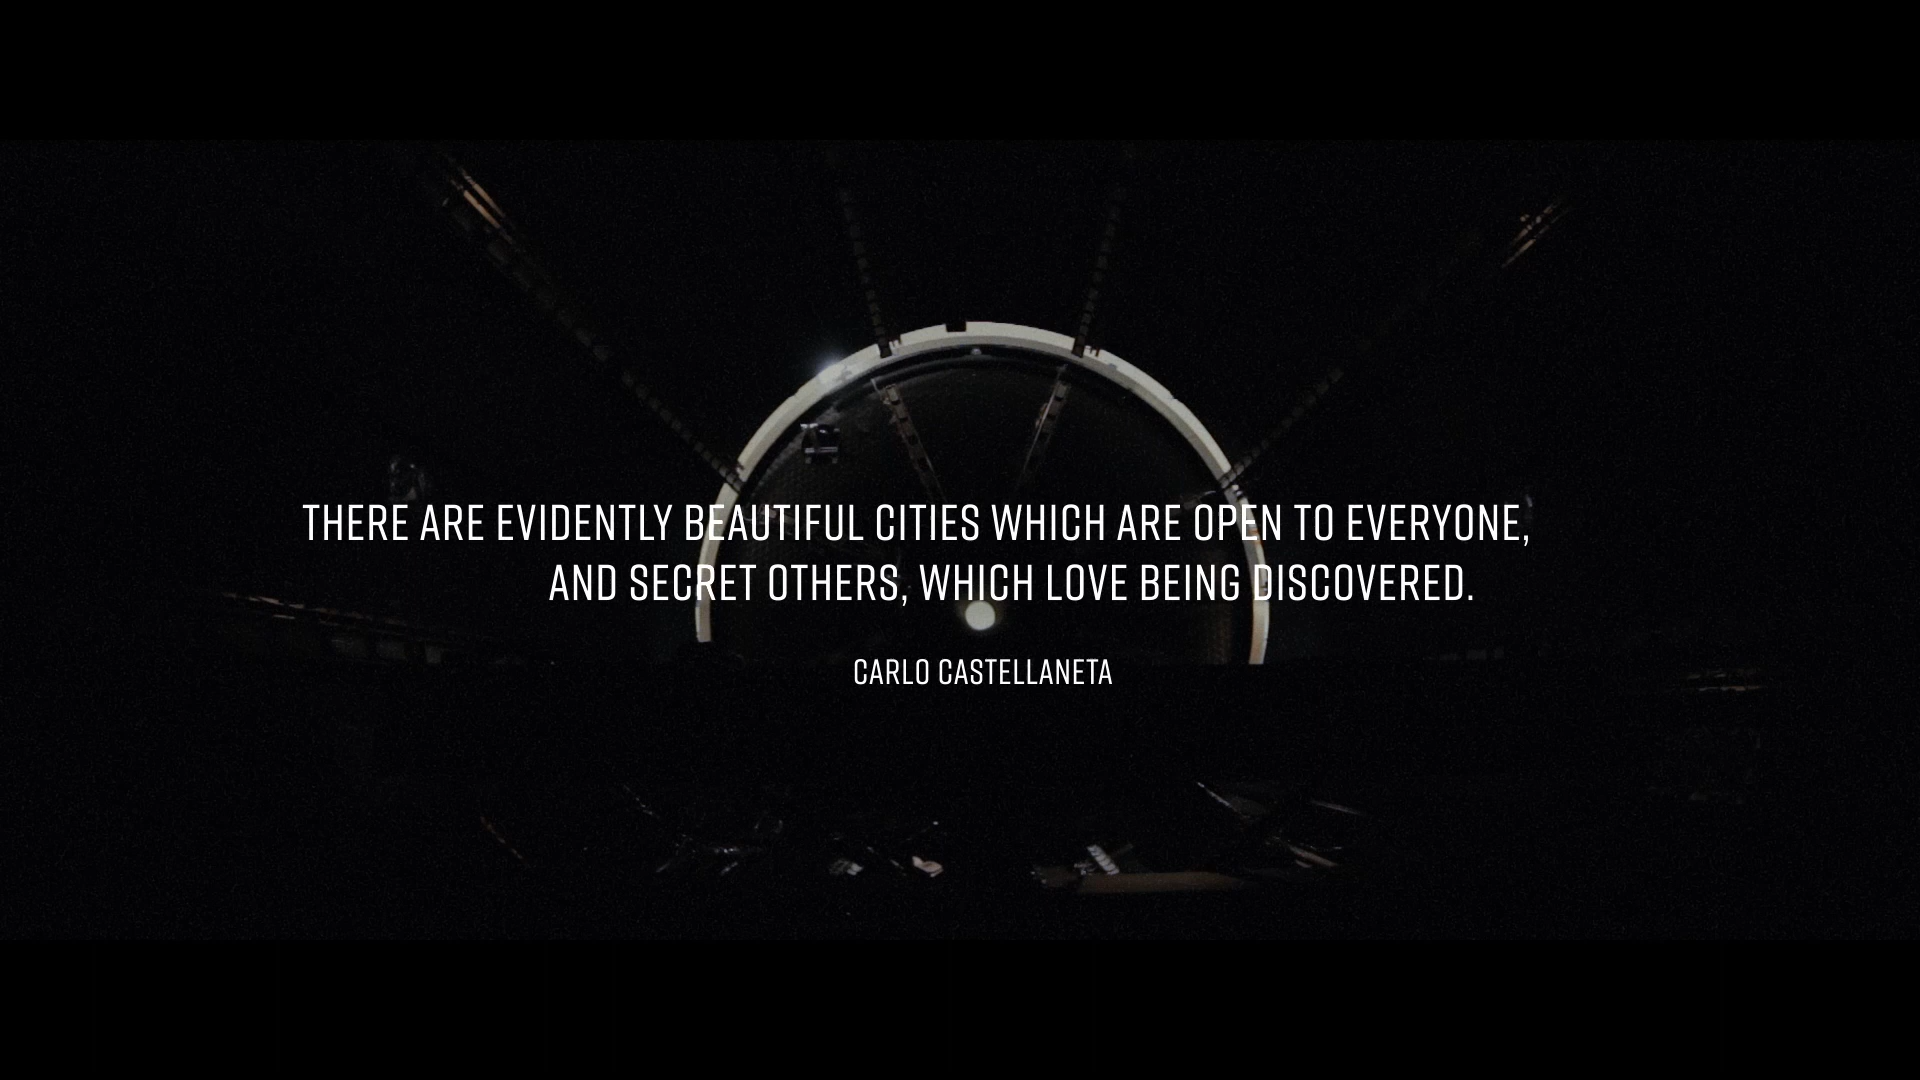 THERE ARE EVIDENTLY BEAUTIFUL CITIES WHICH ARE OPEN TO EVERYONE,
AND SECRET OTHERS, WHICH LOVE BEING DISCOVERED.
CARLO CASTELLANETA